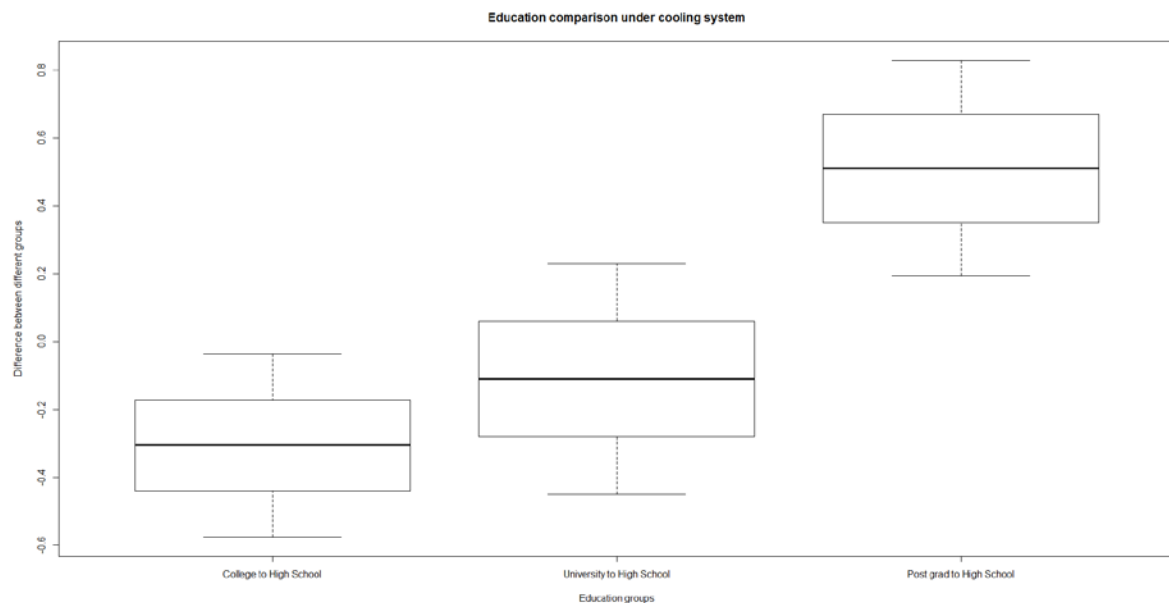 Education comparison under cooling system
Difference between different groups
0.8
0.6
0.4
0.2
0.0
-0.2
-0.4
-0.6
College to High School
University to High School
Post grad to High School
Education groups